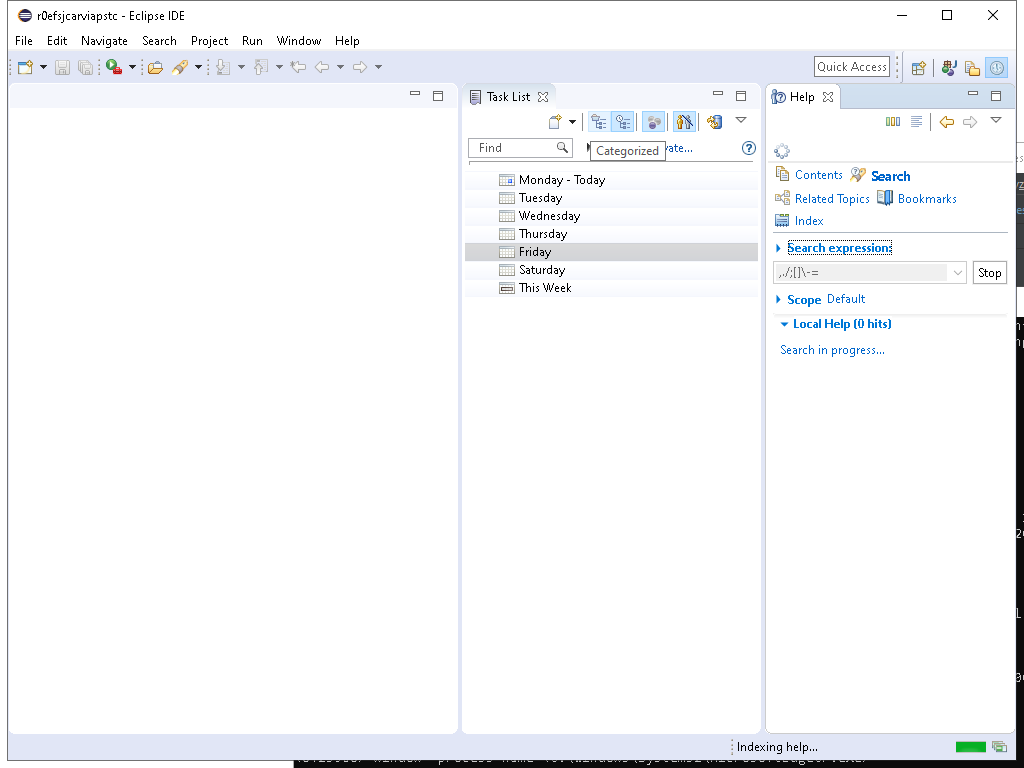 r0efsjcarviapstc - Eclipse IDE
File Edit Navigate Search Project Run Window Help
Quick Access
Task List
Help
Find
Categorized
vate...
Contents
Search
Related Topics
Bookmarks
Index
Monday - Today
Tuesday
Wednesday
Thursday
Friday
Saturday
This Week
Search expression:
,./;[]\-=
Stop
Scope Default
Local Help (0 hits)
Search in progress...
Indexing help...